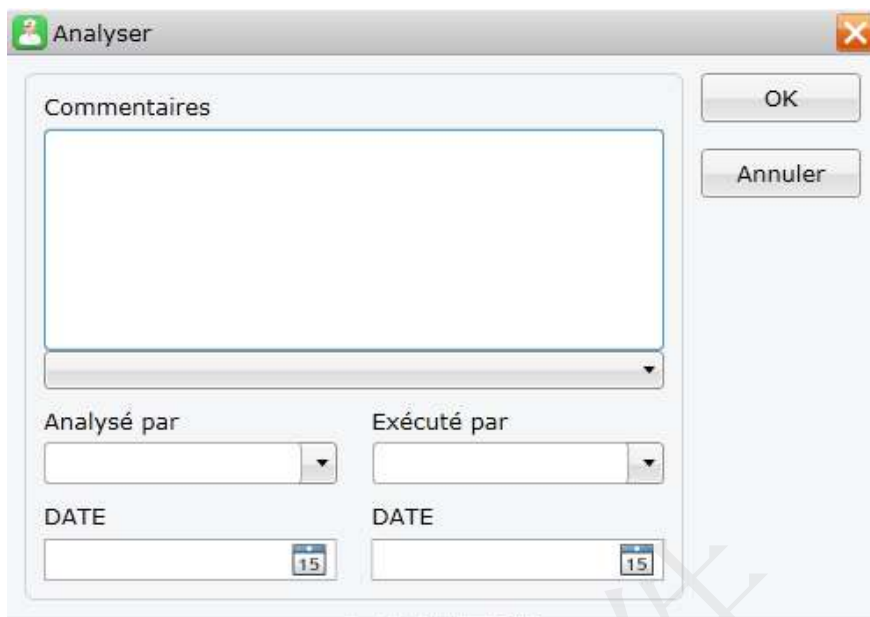 Analyser
Commentaires
OK
Annuler
Analysé par
Exécuté par
DATE
DATE
15
15